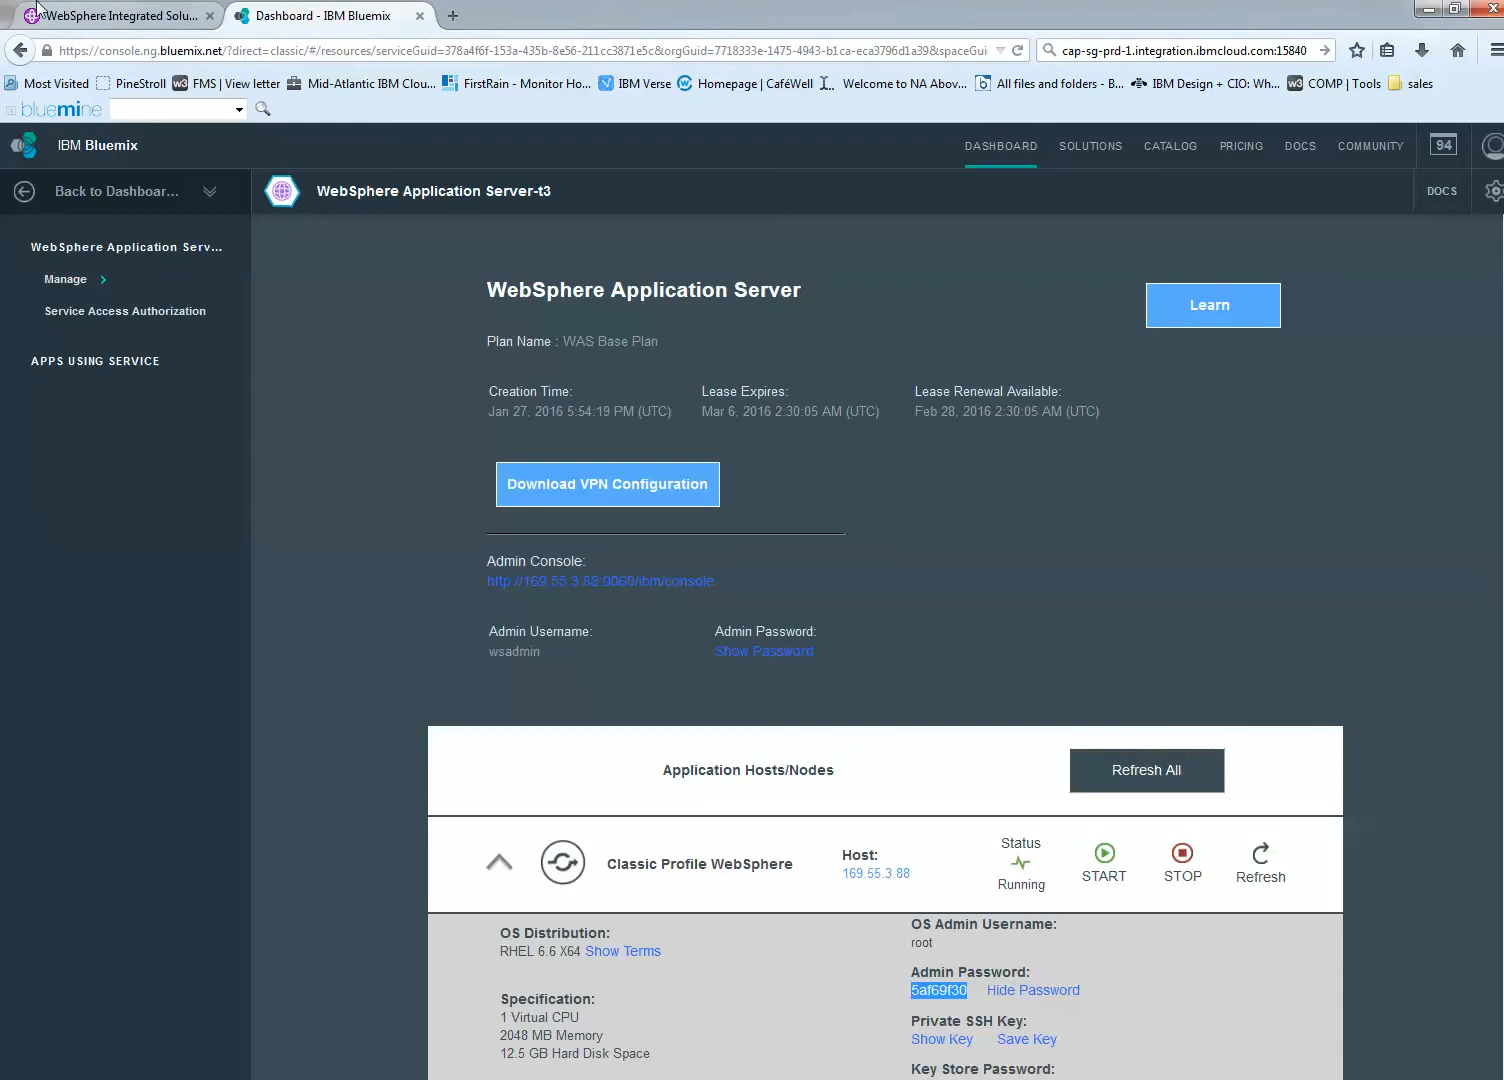 WebSphere Integrated Solu...
Dashboard - IBM Bluemix
https://console.ng.bluemix.net/?direct=classic/#/resources/serviceGuid=378a4f6f-153a-435b-8e56-211cc3871e5c&orgGuid=7718333e-1475-4943-b1ca-eca3796d1a39&spaceGui
cap-sg-prd-1.integration.ibmcloud.com:15840
Most Visited
PineStroll
w3 FMS | View letter
Mid-Atlantic IBM Clou...
FirstRain - Monitor Ho...
IBM Verse
Homepage | CaféWell
Welcome to NA Abov...
All files and folders - B...
IBM Design + CIO: Wh...
w3 COMP | Tools
sales
bluemine
IBM Bluemix
DASHBOARD
SOLUTIONS
CATALOG
PRICING
DOCS
COMMUNITY
94
Back to Dashboar...
WebSphere Application Server-t3
DOCS
WebSphere Application Serv...
Manage
Service Access Authorization
APPS USING SERVICE
WebSphere Application Server
Learn
Plan Name : WAS Base Plan
Creation Time:
Jan 27, 2016 5:54:19 PM (UTC)
Lease Expires:
Mar 6, 2016 2:30:05 AM (UTC)
Lease Renewal Available:
Feb 28, 2016 2:30:05 AM (UTC)
Download VPN Configuration
Admin Console:
http://169.55.3.88:9060/ibm/console
Admin Username:
wsadmin
Admin Password:
Show Password
Application Hosts/Nodes
Refresh All
Classic Profile WebSphere
Host:
169.55.3.88
Status
Running
START
STOP
Refresh
OS Distribution:
RHEL 6.6 X64 Show Terms
Specification:
1 Virtual CPU
2048 MB Memory
12.5 GB Hard Disk Space
OS Admin Username:
root
Admin Password:
5af69f30 Hide Password
Private SSH Key:
Show Key Save Key
Key Store Password: